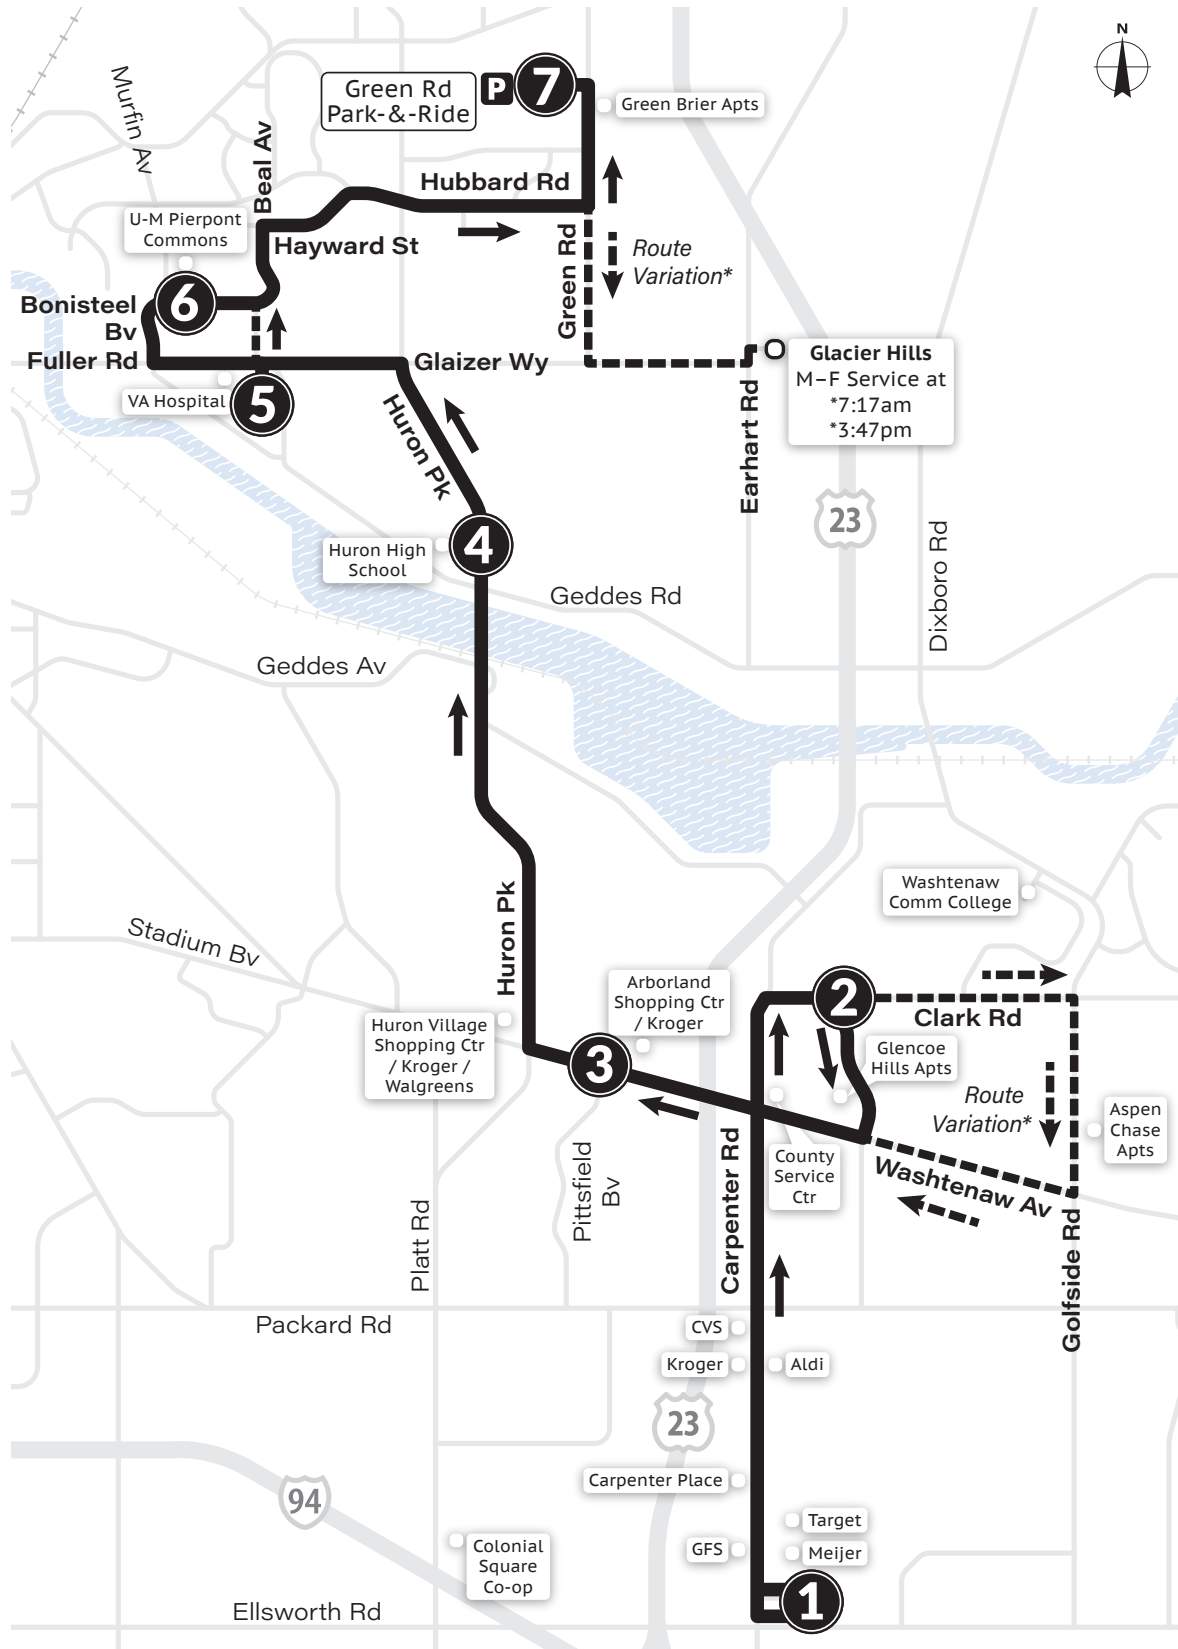 N
Murfin Av
Green Rd
Park-&-Ride
P
7
Green Brier Apts
Beal Av
Hubbard Rd
U-M Pierpont
Commons
Hayward St
Green Rd
Route
Variation*
6
Bonisteel
Bv
Fuller Rd
Glaizer Wy
Glacier Hills
M–F Service at
*7:17am
*3:47pm
VA Hospital
5
Huron Pk
Earhart Rd
23
4
Huron High
School
Dixboro Rd
Geddes Rd
Geddes Av
Washtenaw
Comm College
Huron Pk
Stadium Bv
Arborland
Shopping Ctr
/ Kroger
2
Clark Rd
Huron Village
Shopping Ctr
/ Kroger /
Walgreens
3
Glencoe
Hills Apts
Route
Variation*
Aspen
Chase
Apts
County
Service
Ctr
Washtenaw Av
Carpenter Rd
Pittsfield
Bv
Platt Rd
Golfside Rd
Packard Rd
CVS
Kroger
Aldi
23
Carpenter Place
94
Target
GFS
Meijer
Colonial
Square
Co-op
1
Ellsworth Rd